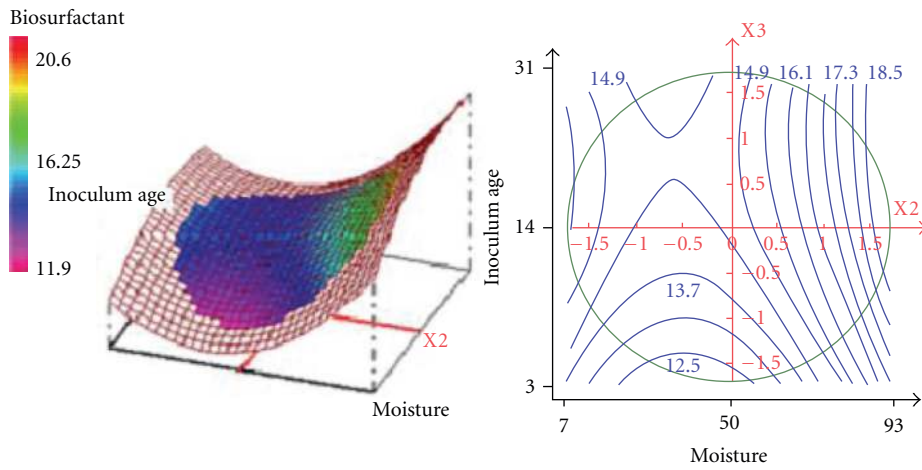 Biosurfactant
20.6
16.25
11.9
Inoculum age
X2
Moisture
X3
31
14.9
14.9 16.1 17.3 18.5
1.5
1
0.5
Inoculum age
X2
14
−1.5 −1 −0.5 0 0.5 1 1.5
−0.5
13.7
−1
−1.5
12.5
3
7 50 93
Moisture